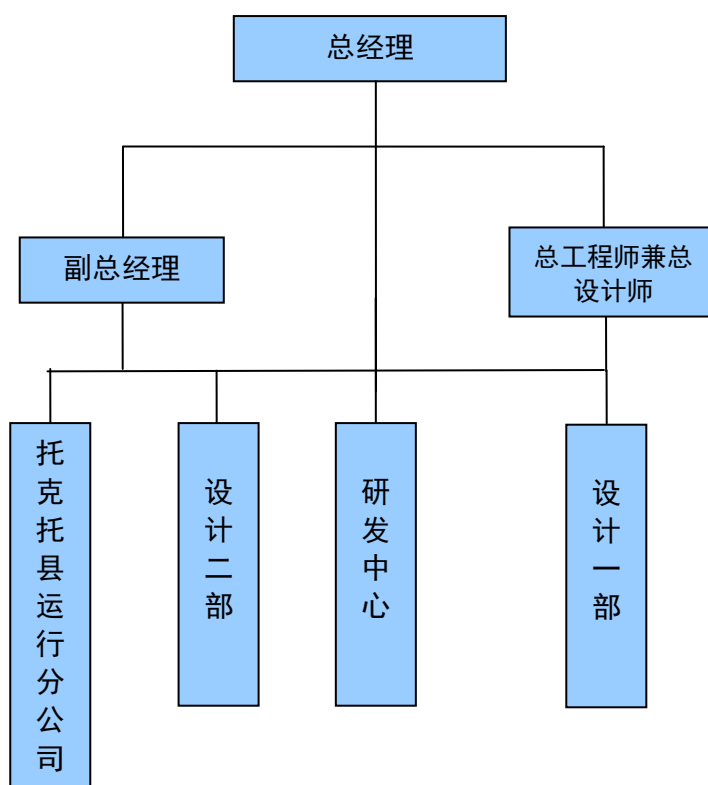 总经理
副总经理
总工程师兼总
设计师
托克托县运行分公司
设计二部
研发中心
设计一部